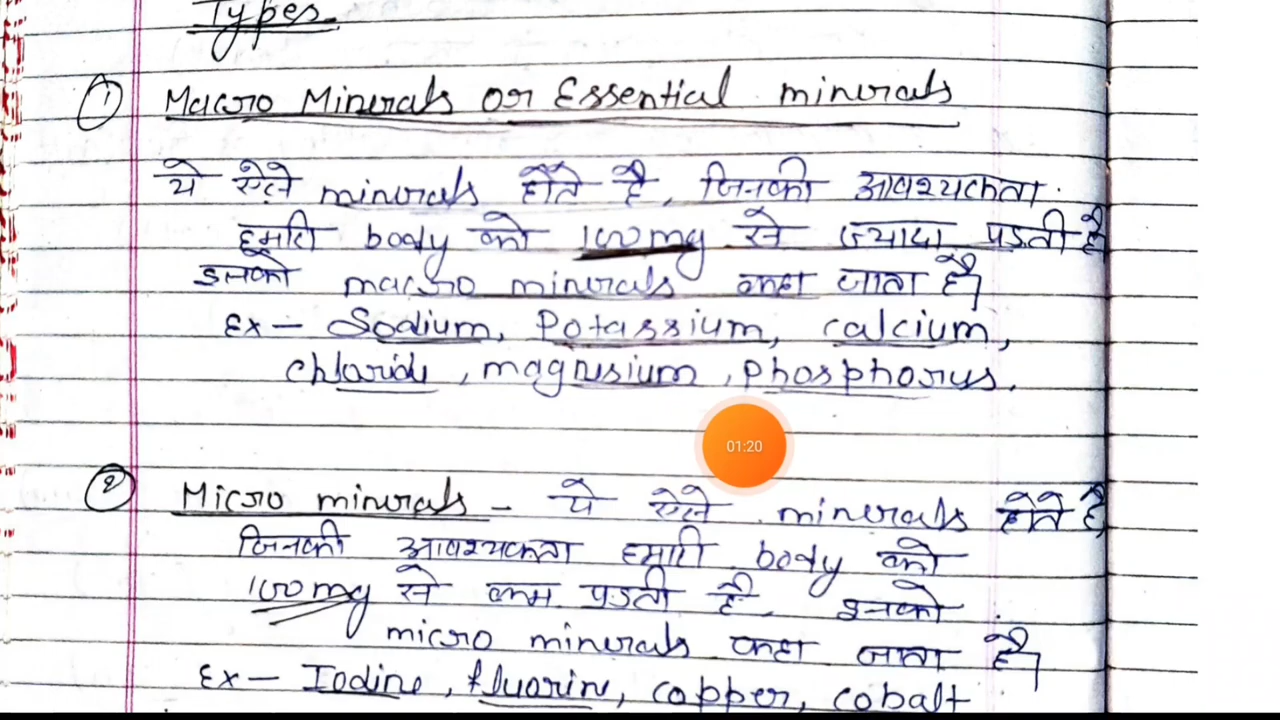 Types
① Macro Minerals or Essential minerals
ये ऐसे minerals होते है, जिनकी आवश्यकता
हमारी body को 100mg से ज्यादा पडती है
इनको macro minerals कहा जाता है।
Ex - Sodium, Potassium, calcium,
chloride, magnesium, phosphorus.
01:20
② Micro minerals - ये ऐसे minerals होते है
जिनकी आवश्यकता हमारी body को
100mg से कम पडती है इनको
micro minerals कहा जाता है।
Ex - Iodine, fluorine, copper, cobalt